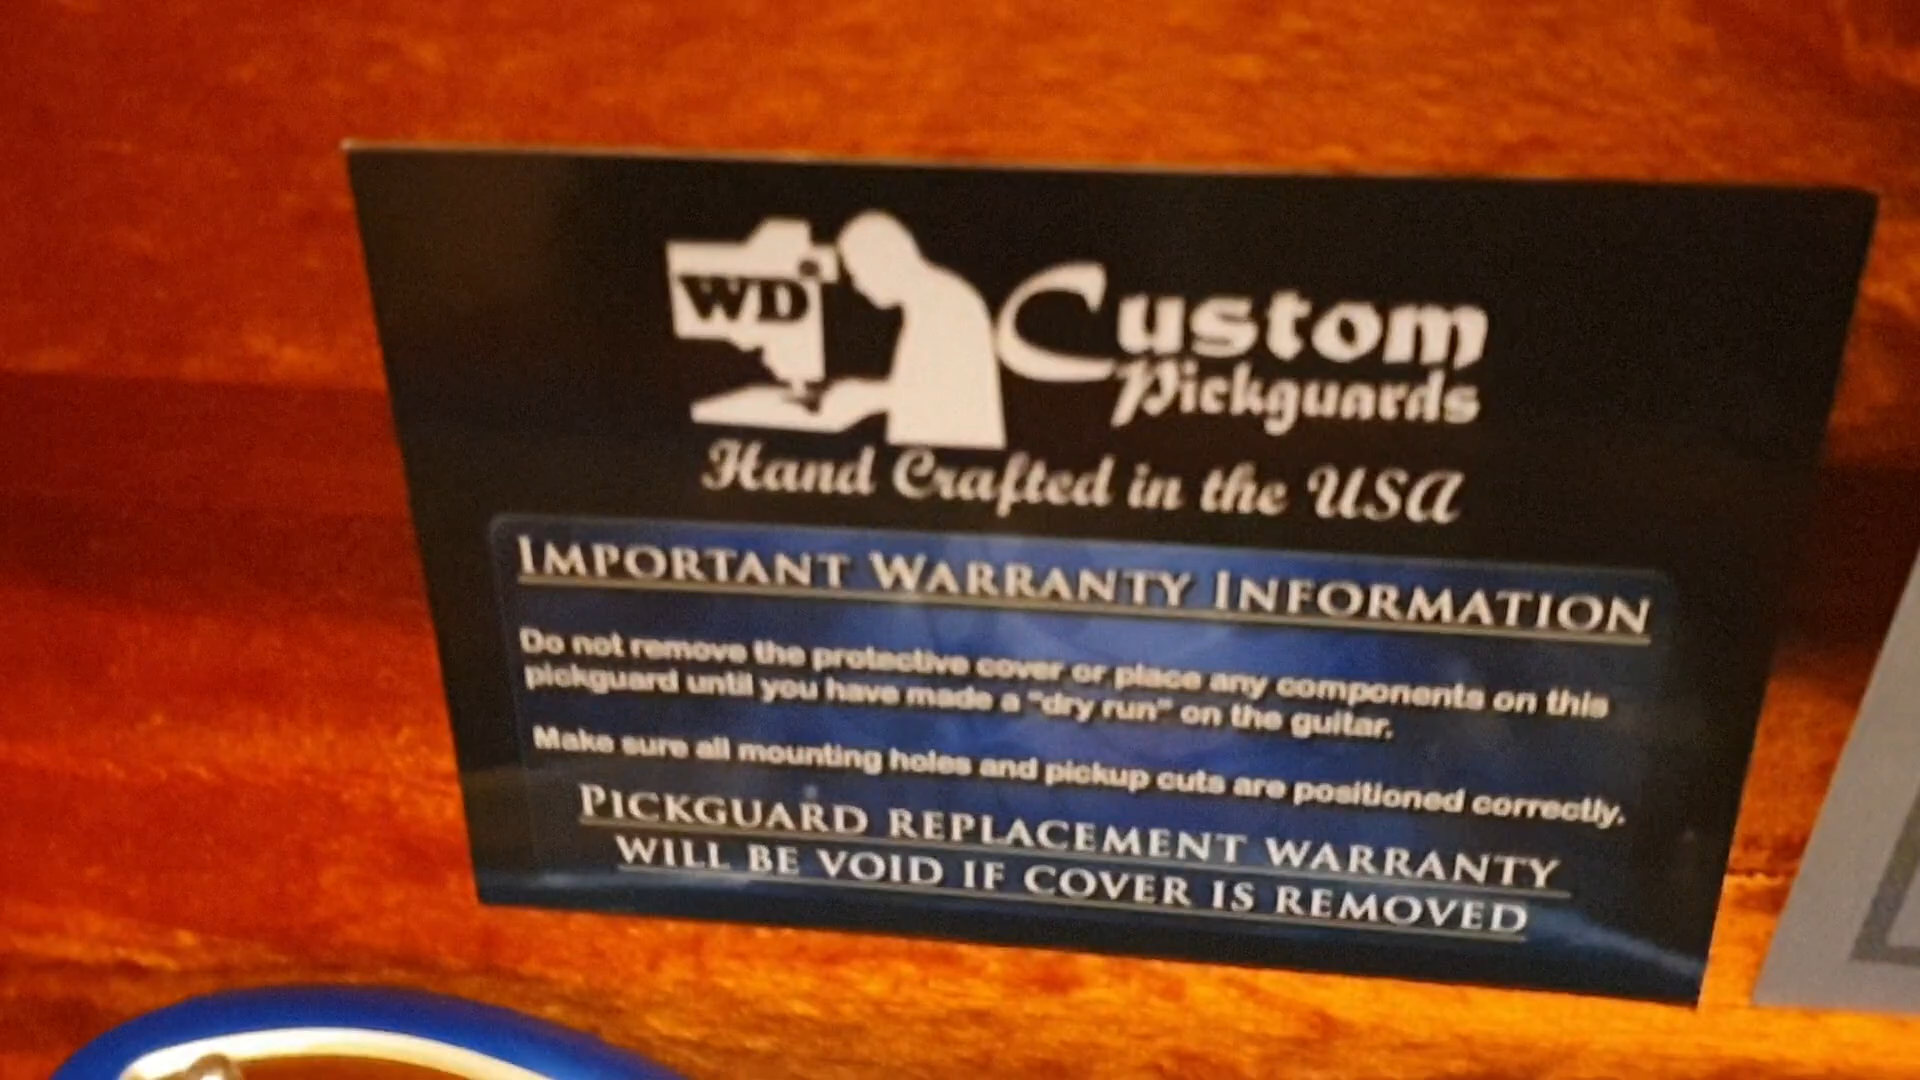 WD
Custom
Pickguards
Hand Crafted in the USA
IMPORTANT WARRANTY INFORMATION
Do not remove the protective cover or place any components on this
pickguard until you have made a "dry run" on the guitar.
Make sure all mounting holes and pickup cuts are positioned correctly.
PICKGUARD REPLACEMENT WARRANTY
WILL BE VOID IF COVER IS REMOVED